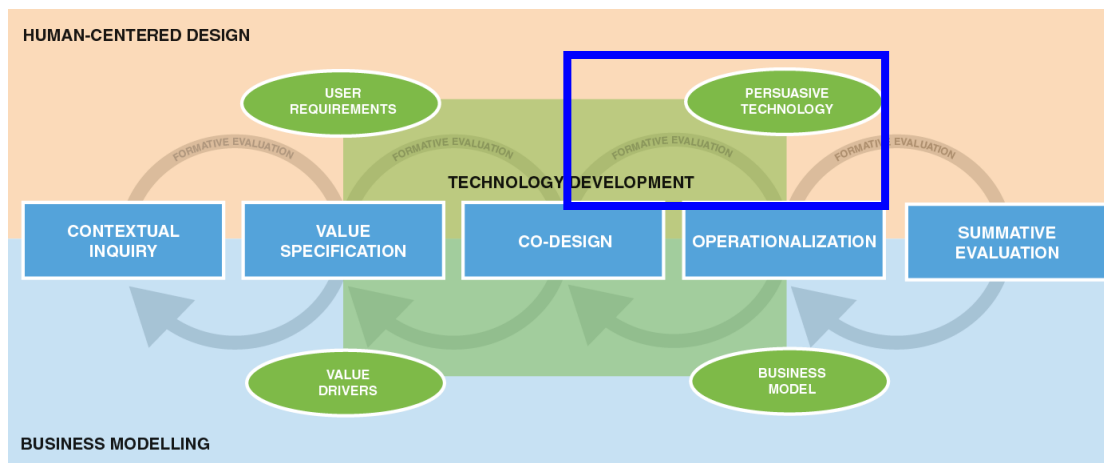 HUMAN-CENTERED DESIGN
USER
REQUIREMENTS
PERSUASIVE
TECHNOLOGY
FORMATIVE EVALUATION
FORMATIVE EVALUATION
FORMATIVE EVALUATION
FORMATIVE EVALUATION
TECHNOLOGY DEVELOPMENT
CONTEXTUAL
INQUIRY
VALUE
SPECIFICATION
CO-DESIGN
OPERATIONALIZATION
SUMMATIVE
EVALUATION
VALUE
DRIVERS
BUSINESS
MODEL
BUSINESS MODELLING